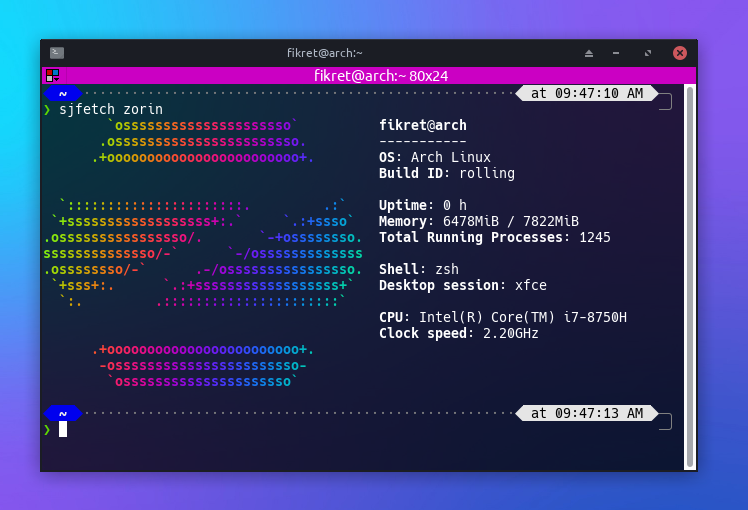 fikret@arch:~
fikret@arch:~ 80x24
~ at 09:47:10 AM
❯ sjfetch zorin
`osssssssssssssssssssso`
.osssssssssssssssssssssso.
.+oooooooooooooooooooooooo+.
`::::::::::::::::::::::. .:`
`+ssssssssssssssssss+:.` `.:+ssso`
.ossssssssssssssso/. `-+ossssssso.
ssssssssssssso/-` `-/osssssssssssss
.osssssso/-` .-/ossssssssssssssso.
`+sss+:. `.:+ssssssssssssssssss+`
`:. .::::::::::::::::::::::`
.+oooooooooooooooooooooooo+.
-osssssssssssssssssssssso-
`osssssssssssssssssssso`
fikret@arch
-----------
OS: Arch Linux
Build ID: rolling
Uptime: 0 h
Memory: 6478MiB / 7822MiB
Total Running Processes: 1245
Shell: zsh
Desktop session: xfce
CPU: Intel(R) Core(TM) i7-8750H
Clock speed: 2.20GHz
~ at 09:47:13 AM
❯